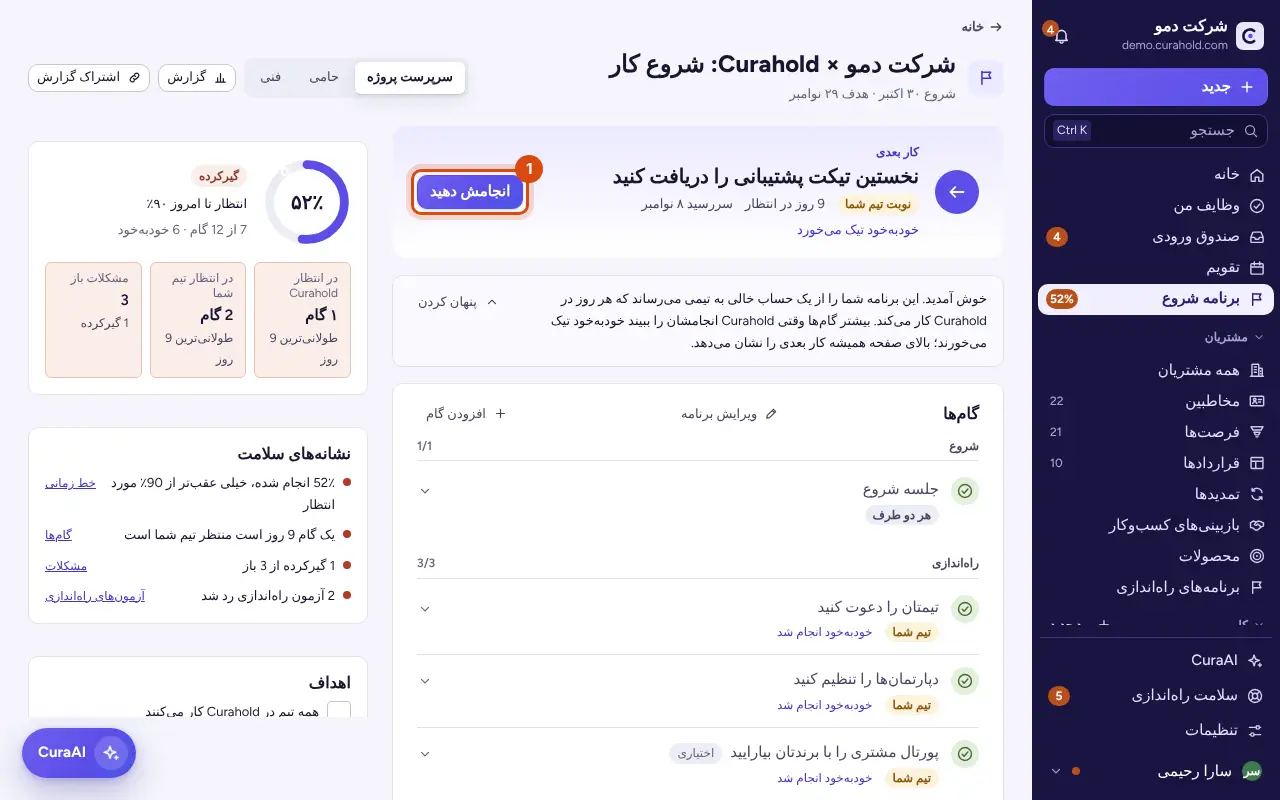 شرکت دمو
demo.curahold.com
4
جدید
جستجو
Ctrl K
خانه
وظایف من
صندوق ورودی
4
تقویم
برنامه شروع
52%
مشتریان
همه مشتریان
مخاطبین
22
فرصت‌ها
21
قراردادها
10
تمدیدها
بازبینی‌های کسب‌وکار
محصولات
برنامه‌های راه‌اندازی
CuraAI
سلامت راه‌اندازی
5
تنظیمات
سارا رحیمی
سر
خانه
شرکت دمو × Curahold: شروع کار
شروع ۳۰ اکتبر · هدف ۲۹ نوامبر
سرپرست پروژه
حامی
فنی
گزارش
اشتراک گزارش
کار بعدی
نخستین تیکت پشتیبانی را دریافت کنید
نوبت تیم شما
9 روز در انتظار
سررسید ۸ نوامبر
خودبه‌خود تیک می‌خورد
انجامش دهید
1
خوش آمدید. این برنامه شما را از یک حساب خالی به تیمی می‌رساند که هر روز در
Curahold کار می‌کند. بیشتر گام‌ها وقتی Curahold انجامشان را ببیند خودبه‌خود تیک
می‌خورند؛ بالای صفحه همیشه کار بعدی را نشان می‌دهد.
پنهان کردن
گام‌ها
ویرایش برنامه
افزودن گام
شروع
1/1
جلسه شروع
هر دو طرف
راه‌اندازی
3/3
تیمتان را دعوت کنید
تیم شما
خودبه‌خود انجام شد
دپارتمان‌ها را تنظیم کنید
تیم شما
خودبه‌خود انجام شد
پورتال مشتری را با برندتان بیارایید
اختیاری
تیم شما
خودبه‌خود انجام شد
۵۲٪
گیرکرده
انتظار تا امروز ۹۰٪
7 از 12 گام · 6 خودبه‌خود
در انتظار
Curahold
۱ گام
طولانی‌ترین 9
روز
در انتظار تیم
شما
2 گام
طولانی‌ترین 9
روز
مشکلات باز
3
1 گیرکرده
نشانه‌های سلامت
52٪ انجام شده، خیلی عقب‌تر از 90٪ مورد
انتظار
خط زمانی
یک گام 9 روز است منتظر تیم شما است
گام‌ها
1 گیرکرده از 3 باز
مشکلات
2 آزمون راه‌اندازی رد شد
آزمون‌های راه‌اندازی
اهداف
همه تیم در Curahold کار می‌کنند
CuraAI